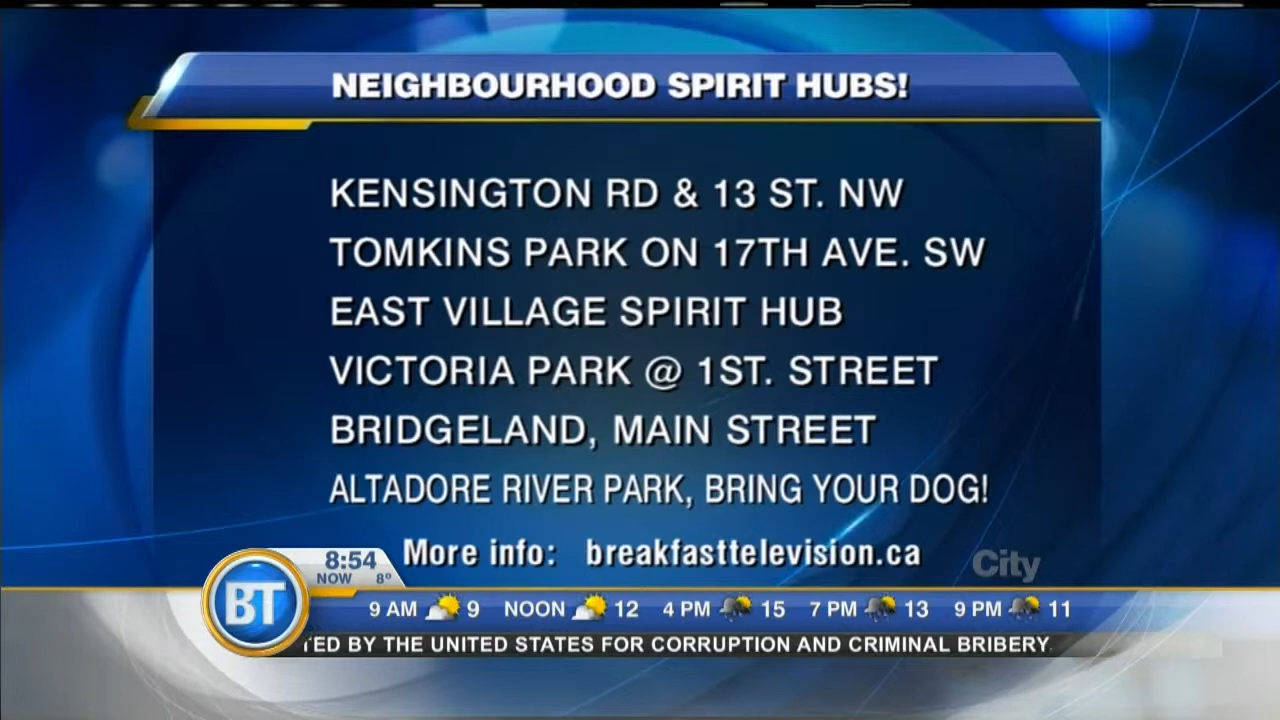 NEIGHBOURHOOD SPIRIT HUBS!
KENSINGTON RD & 13 ST. NW
TOMKINS PARK ON 17TH AVE. SW
EAST VILLAGE SPIRIT HUB
VICTORIA PARK @ 1ST. STREET
BRIDGELAND, MAIN STREET
ALTADORE RIVER PARK, BRING YOUR DOG!
More info: breakfasttelevision.ca
City
8:54
NOW 8°
BT
9 AM 9 NOON 12 4 PM 15 7 PM 13 9 PM 11
TED BY THE UNITED STATES FOR CORRUPTION AND CRIMINAL BRIBERY